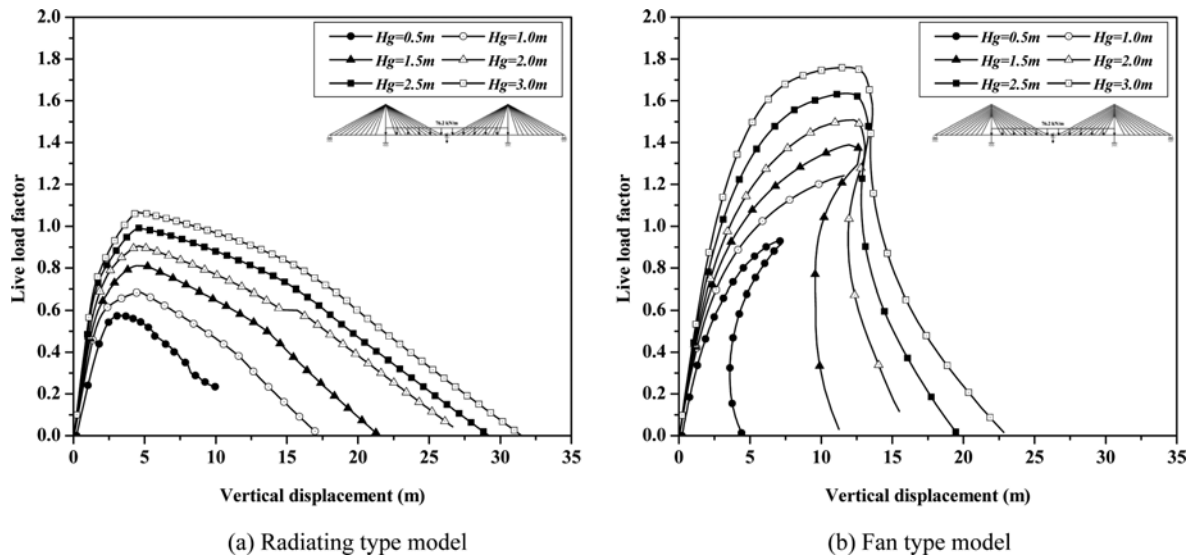 2.0
1.8
1.6
1.4
1.2
1.0
0.8
0.6
0.4
0.2
0.0
Live load factor
Hg=0.5m Hg=1.0m
Hg=1.5m Hg=2.0m
Hg=2.5m Hg=3.0m
0 5 10 15 20 25 30 35
Vertical displacement (m)
(a) Radiating type model
2.0
1.8
1.6
1.4
1.2
1.0
0.8
0.6
0.4
0.2
0.0
Live load factor
Hg=0.5m Hg=1.0m
Hg=1.5m Hg=2.0m
Hg=2.5m Hg=3.0m
0 5 10 15 20 25 30 35
Vertical displacement (m)
(b) Fan type model